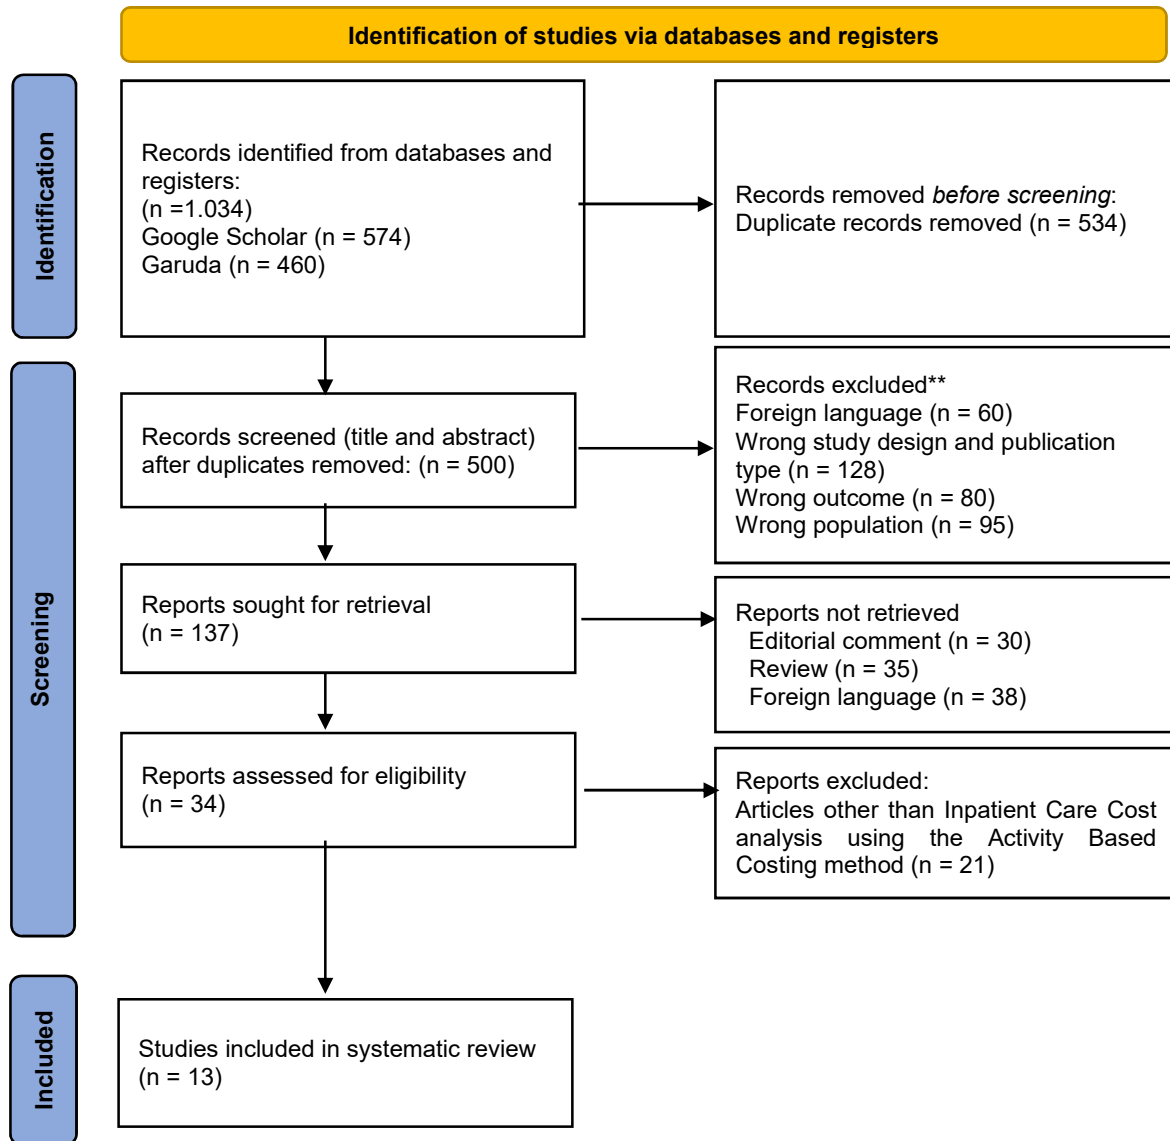 Identification of studies via databases and registers
Identification
Records identified from databases and
registers:
(n =1.034)
Google Scholar (n = 574)
Garuda (n = 460)
Records removed before screening:
Duplicate records removed (n = 534)
Screening
Records screened (title and abstract)
after duplicates removed: (n = 500)
Records excluded**
Foreign language (n = 60)
Wrong study design and publication
type (n = 128)
Wrong outcome (n = 80)
Wrong population (n = 95)
Reports sought for retrieval
(n = 137)
Reports not retrieved
Editorial comment (n = 30)
Review (n = 35)
Foreign language (n = 38)
Reports assessed for eligibility
(n = 34)
Reports excluded:
Articles other than Inpatient Care Cost
analysis using the Activity Based
Costing method (n = 21)
Included
Studies included in systematic review
(n = 13)